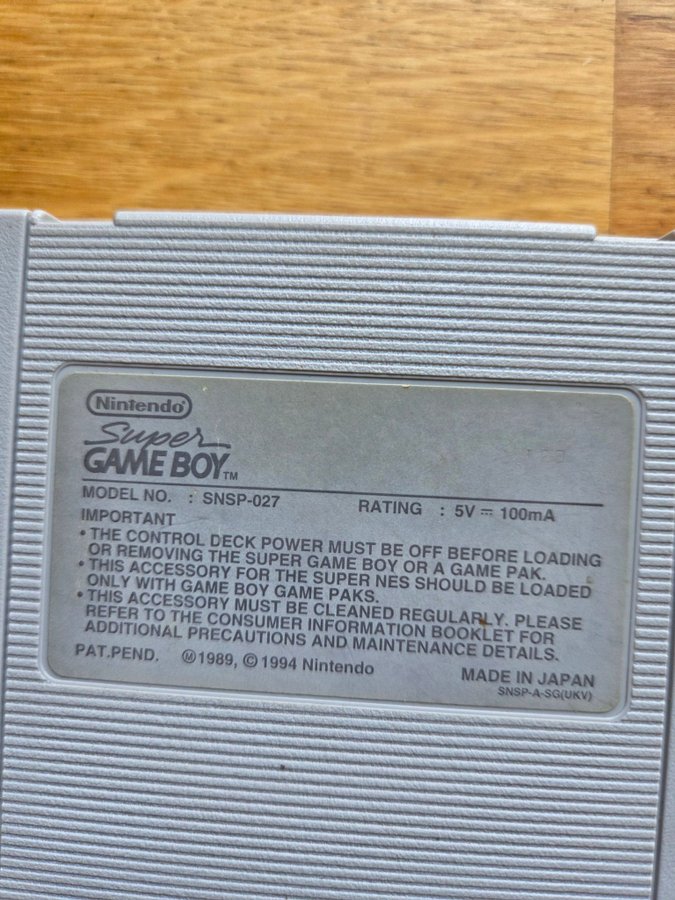 Nintendo
Super
GAME BOY™
MODEL NO. : SNSP-027 RATING : 5V ⎓ 100mA
IMPORTANT
• THE CONTROL DECK POWER MUST BE OFF BEFORE LOADING
OR REMOVING THE SUPER GAME BOY OR A GAME PAK.
• THIS ACCESSORY FOR THE SUPER NES SHOULD BE LOADED
ONLY WITH GAME BOY GAME PAKS.
• THIS ACCESSORY MUST BE CLEANED REGULARLY. PLEASE
REFER TO THE CONSUMER INFORMATION BOOKLET FOR
ADDITIONAL PRECAUTIONS AND MAINTENANCE DETAILS.
PAT.PEND. Ⓜ1989, ©1994 Nintendo MADE IN JAPAN
SNSP-A-SG(UKV)